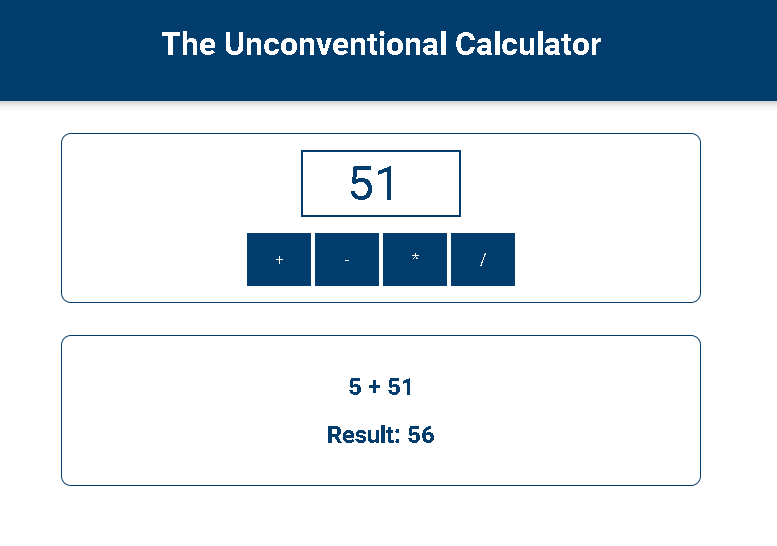 The Unconventional Calculator
51
+ - * /
5 + 51
Result: 56